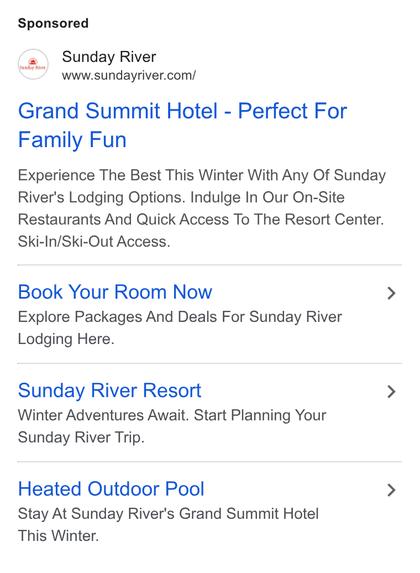 Sponsored
Sunday River
Sunday River
www.sundayriver.com/
Grand Summit Hotel - Perfect For
Family Fun
Experience The Best This Winter With Any Of Sunday
River's Lodging Options. Indulge In Our On-Site
Restaurants And Quick Access To The Resort Center.
Ski-In/Ski-Out Access.
Book Your Room Now
Explore Packages And Deals For Sunday River
Lodging Here.
Sunday River Resort
Winter Adventures Await. Start Planning Your
Sunday River Trip.
Heated Outdoor Pool
Stay At Sunday River's Grand Summit Hotel
This Winter.